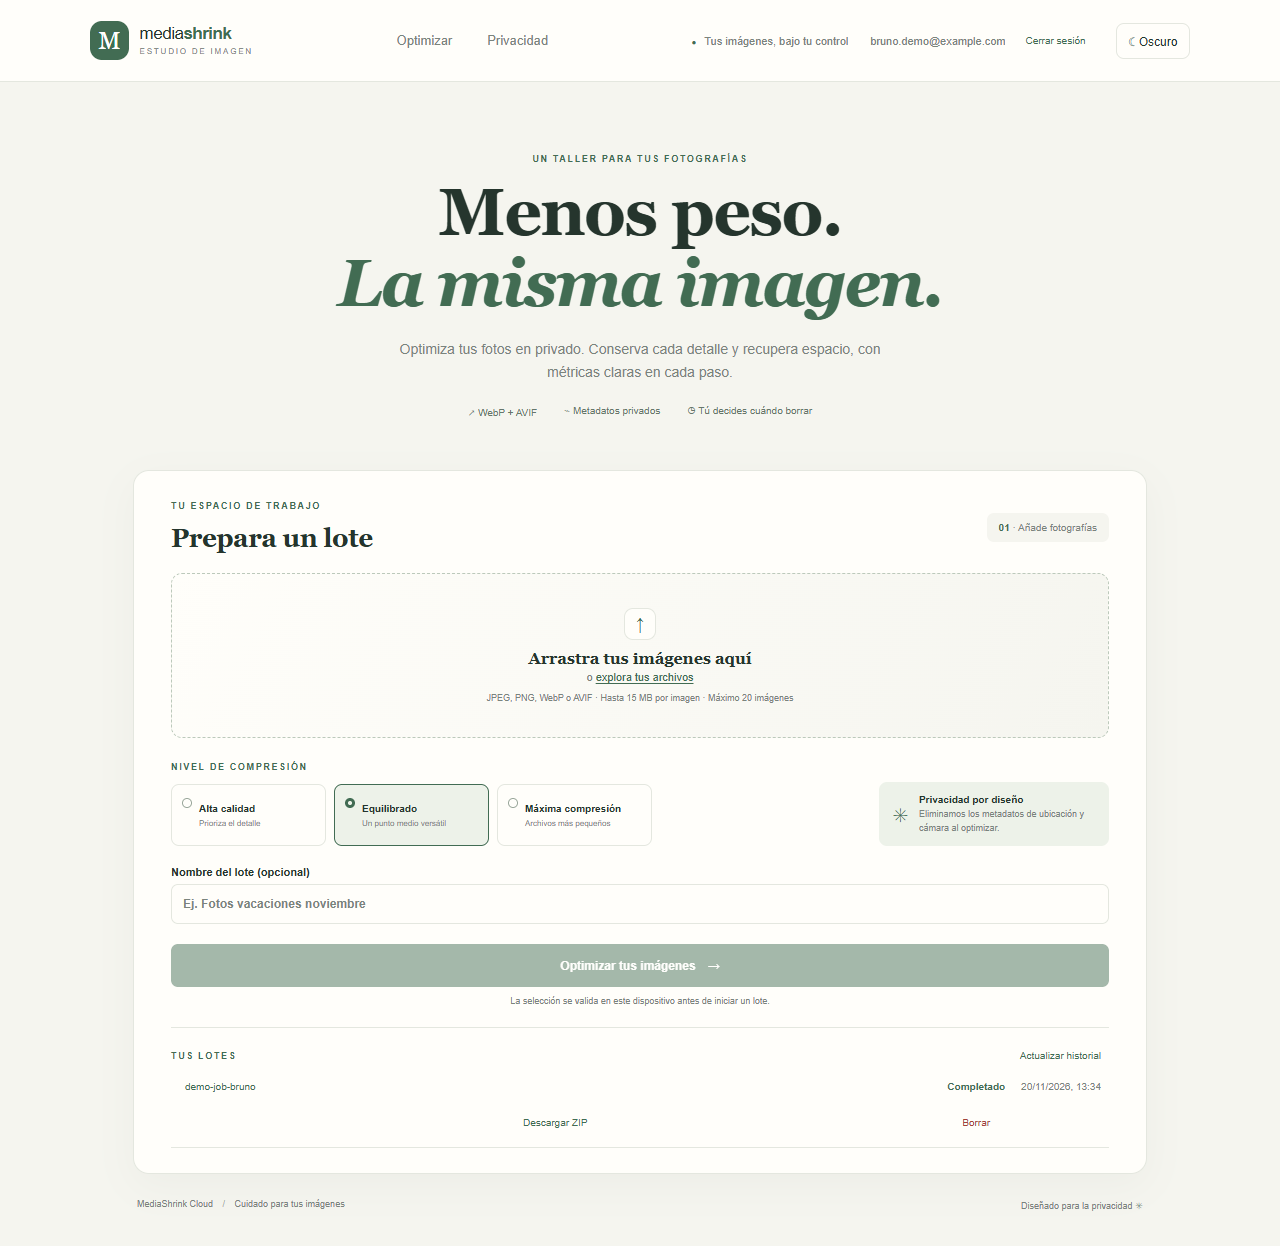 M
mediashrink
ESTUDIO DE IMAGEN
Optimizar
Privacidad
• Tus imágenes, bajo tu control
bruno.demo@example.com
Cerrar sesión
☾ Oscuro
UN TALLER PARA TUS FOTOGRAFÍAS
Menos peso.
La misma imagen.
Optimiza tus fotos en privado. Conserva cada detalle y recupera espacio, con
métricas claras en cada paso.
↗ WebP + AVIF
~ Metadatos privados
◷ Tú decides cuándo borrar
TU ESPACIO DE TRABAJO
Prepara un lote
01 · Añade fotografías
↑
Arrastra tus imágenes aquí
o explora tus archivos
JPEG, PNG, WebP o AVIF · Hasta 15 MB por imagen · Máximo 20 imágenes
NIVEL DE COMPRESIÓN
Alta calidad
Prioriza el detalle
Equilibrado
Un punto medio versátil
Máxima compresión
Archivos más pequeños
✳ Privacidad por diseño
Eliminamos los metadatos de ubicación y
cámara al optimizar.
Nombre del lote (opcional)
Ej. Fotos vacaciones noviembre
Optimizar tus imágenes →
La selección se valida en este dispositivo antes de iniciar un lote.
TUS LOTES
Actualizar historial
demo-job-bruno
Completado
20/11/2026, 13:34
Descargar ZIP
Borrar
MediaShrink Cloud / Cuidado para tus imágenes
Diseñado para la privacidad ✳